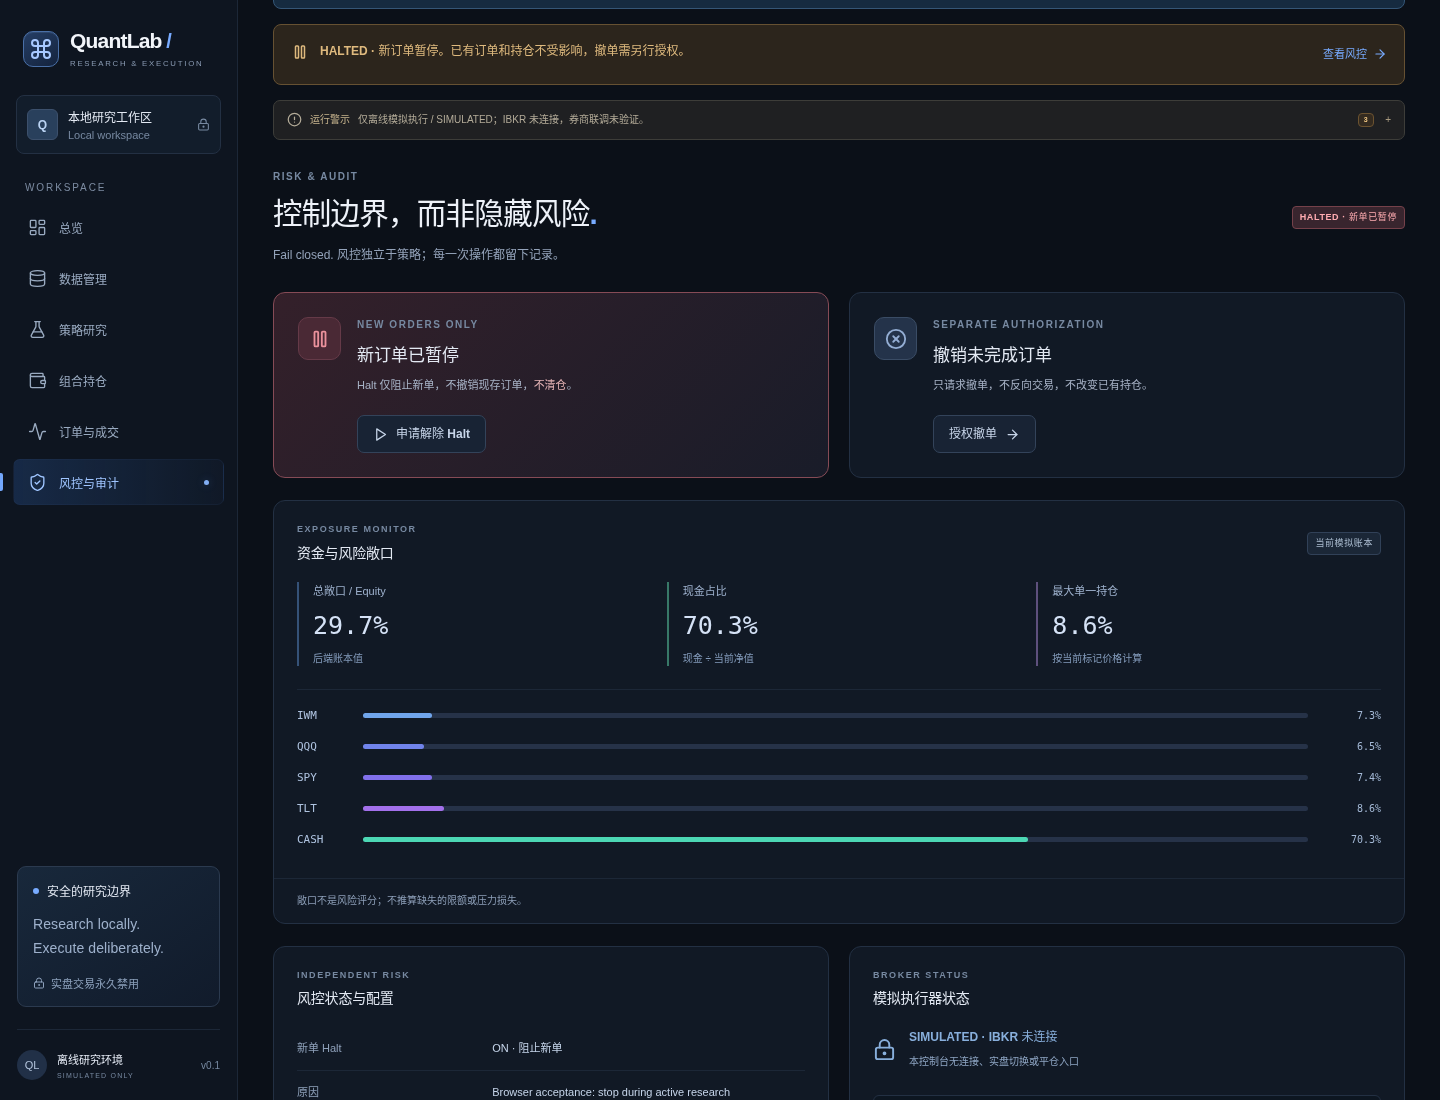 QuantLab /
RESEARCH & EXECUTION
Q
本地研究工作区
Local workspace
WORKSPACE
总览
数据管理
策略研究
组合持仓
订单与成交
风控与审计
安全的研究边界
Research locally.
Execute deliberately.
实盘交易永久禁用
QL
离线研究环境
SIMULATED ONLY
v0.1
HALTED · 新订单暂停。已有订单和持仓不受影响，撤单需另行授权。
查看风控
运行警示 仅离线模拟执行 / SIMULATED；IBKR 未连接，券商联调未验证。
3 +
RISK & AUDIT
控制边界，而非隐藏风险.
HALTED · 新单已暂停
Fail closed. 风控独立于策略；每一次操作都留下记录。
NEW ORDERS ONLY
新订单已暂停
Halt 仅阻止新单，不撤销现存订单，不清仓。
申请解除 Halt
SEPARATE AUTHORIZATION
撤销未完成订单
只请求撤单，不反向交易，不改变已有持仓。
授权撤单
EXPOSURE MONITOR
资金与风险敞口
当前模拟账本
总敞口 / Equity
29.7%
后端账本值
现金占比
70.3%
现金 ÷ 当前净值
最大单一持仓
8.6%
按当前标记价格计算
IWM 7.3%
QQQ 6.5%
SPY 7.4%
TLT 8.6%
CASH 70.3%
敞口不是风险评分；不推算缺失的限额或压力损失。
INDEPENDENT RISK
风控状态与配置
新单 Halt ON · 阻止新单
原因 Browser acceptance: stop during active research
BROKER STATUS
模拟执行器状态
SIMULATED · IBKR 未连接
本控制台无连接、实盘切换或平仓入口